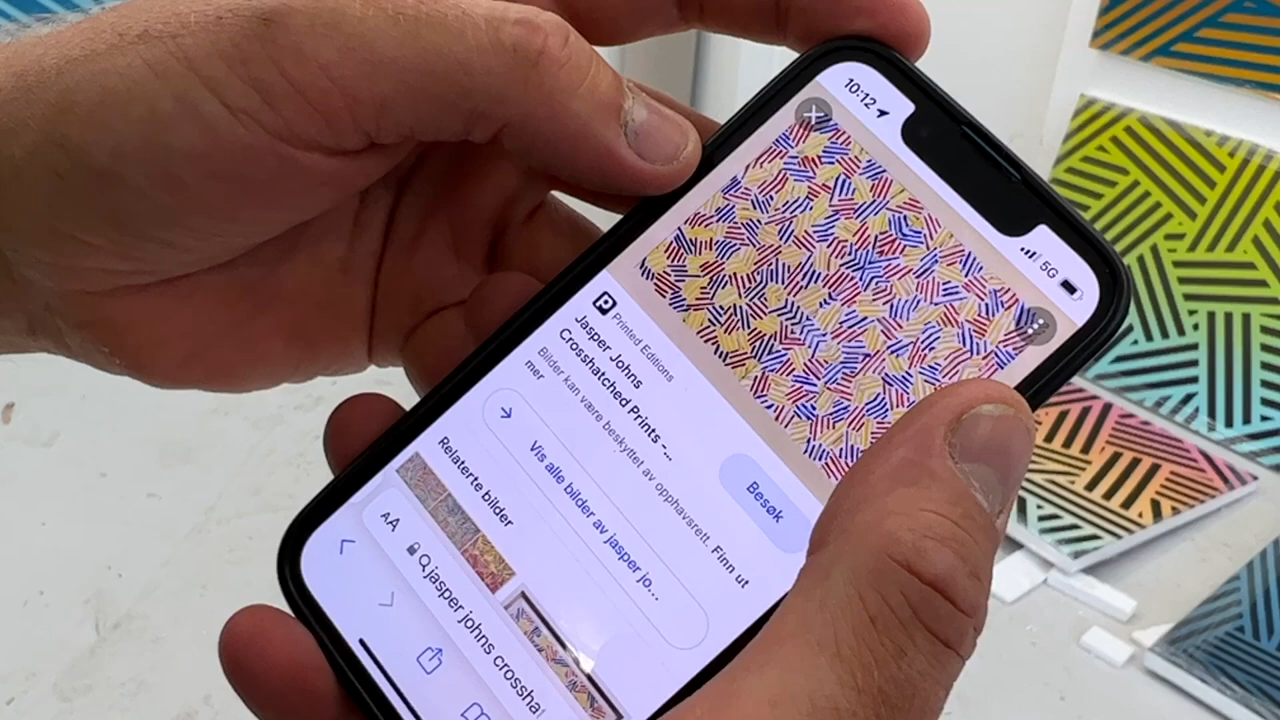 10:12
5G
Printed Editions
Jasper Johns
Crosshatched Prints -...
Bilder kan være beskyttet av opphavsrett. Finn ut
mer
Besøk
Vis alle bilder av jasper jo...
Relaterte bilder
AA
jasper johns crossha